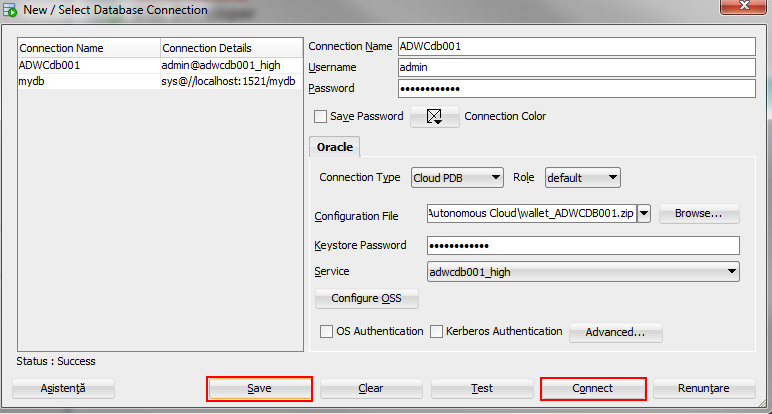 New / Select Database Connection
Connection Name Connection Details
ADWCdb001 admin@adwcdb001_high
mydb sys@//localhost:1521/mydb
Connection Name ADWCdb001
Username admin
Password ••••••••••••
Save Password Connection Color
Oracle
Connection Type Cloud PDB Role default
Configuration File Autonomous Cloud\wallet_ADWCDB001.zip Browse...
Keystore Password ••••••••••••
Service adwcdb001_high
Configure OSS
OS Authentication Kerberos Authentication Advanced...
Status : Success
Asistenţă Save Clear Test Connect Renunţare